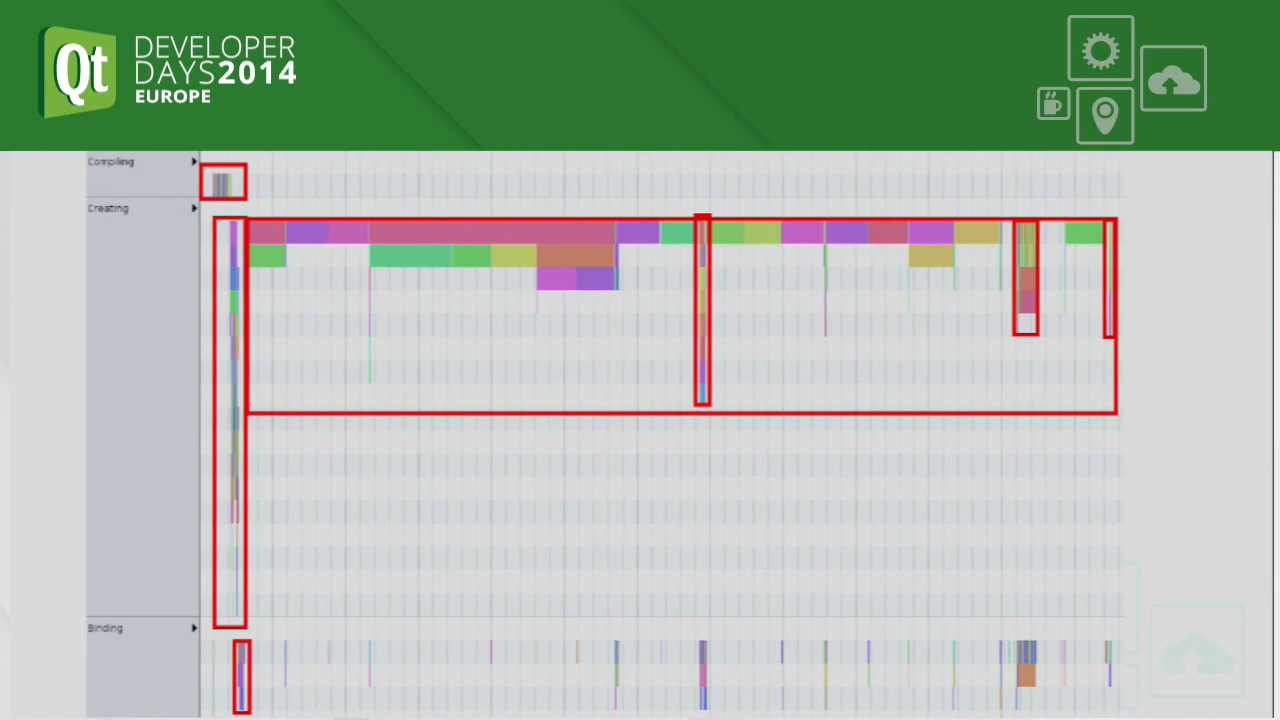 Qt
DEVELOPER
DAYS2014
EUROPE
Compiling
Creating
Binding